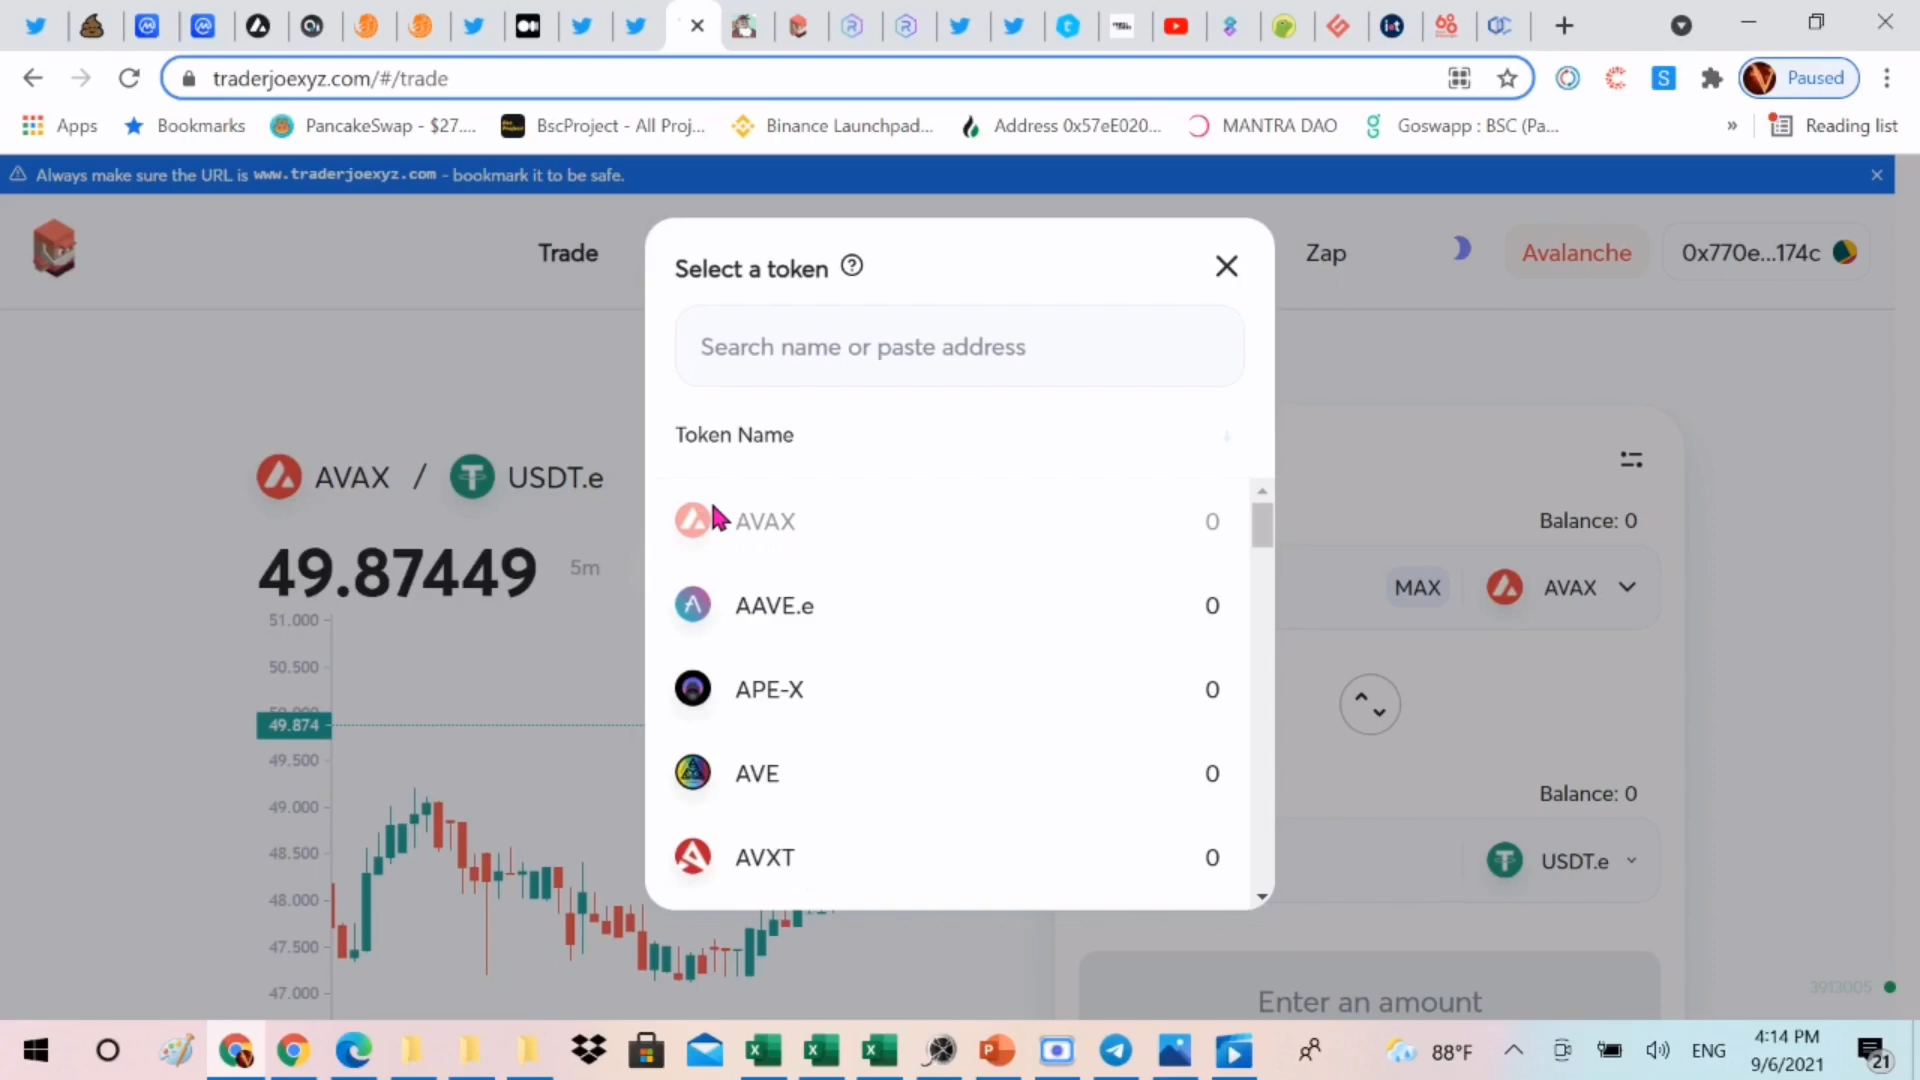 traderjoexyz.com/#/trade
Paused
Apps
Bookmarks
PancakeSwap - $27....
BscProject - All Proj...
Binance Launchpad...
Address 0x57eE020...
MANTRA DAO
Goswapp : BSC (Pa...
»
Reading list
Always make sure the URL is www.traderjoexyz.com - bookmark it to be safe.
Trade
Zap
Avalanche
0x770e...174c
Select a token
Search name or paste address
Token Name
AVAX 0
AAVE.e 0
APE-X 0
AVE 0
AVXT 0
AVAX / USDT.e
49.87449 5m
51.000
50.500
49.874
49.500
49.000
48.500
48.000
47.500
47.000
Balance: 0
MAX AVAX
Balance: 0
USDT.e
Enter an amount
3913005
88°F
ENG
4:14 PM
9/6/2021
21